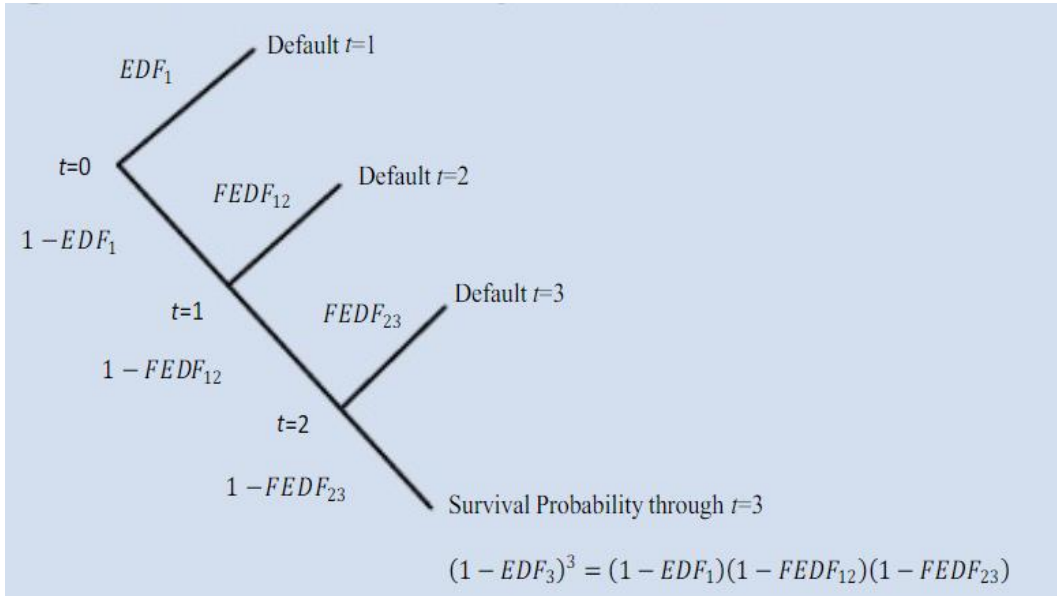 Default t=1
EDF₁
t=0
Default t=2
FEDF₁₂
1 −EDF₁
Default t=3
t=1
FEDF₂₃
1 − FEDF₁₂
t=2
1 −FEDF₂₃
Survival Probability through t=3
(1 − EDF₃)³ = (1 − EDF₁)(1 − FEDF₁₂)(1 − FEDF₂₃)